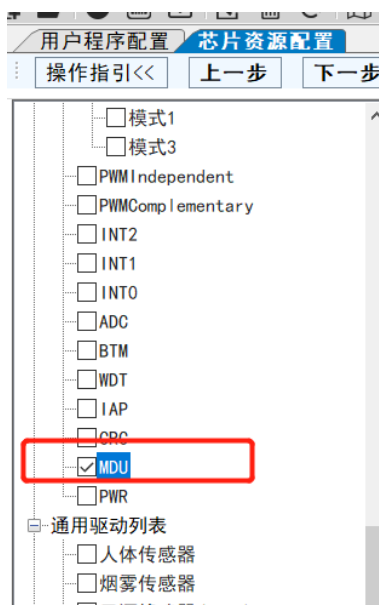 用户程序配置 芯片资源配置
操作指引<< 上一步 下一步
模式1
模式3
PWMIndependent
PWMComplementary
INT2
INT1
INT0
ADC
BTM
WDT
IAP
CRC
MDU
PWR
通用驱动列表
人体传感器
烟雾传感器